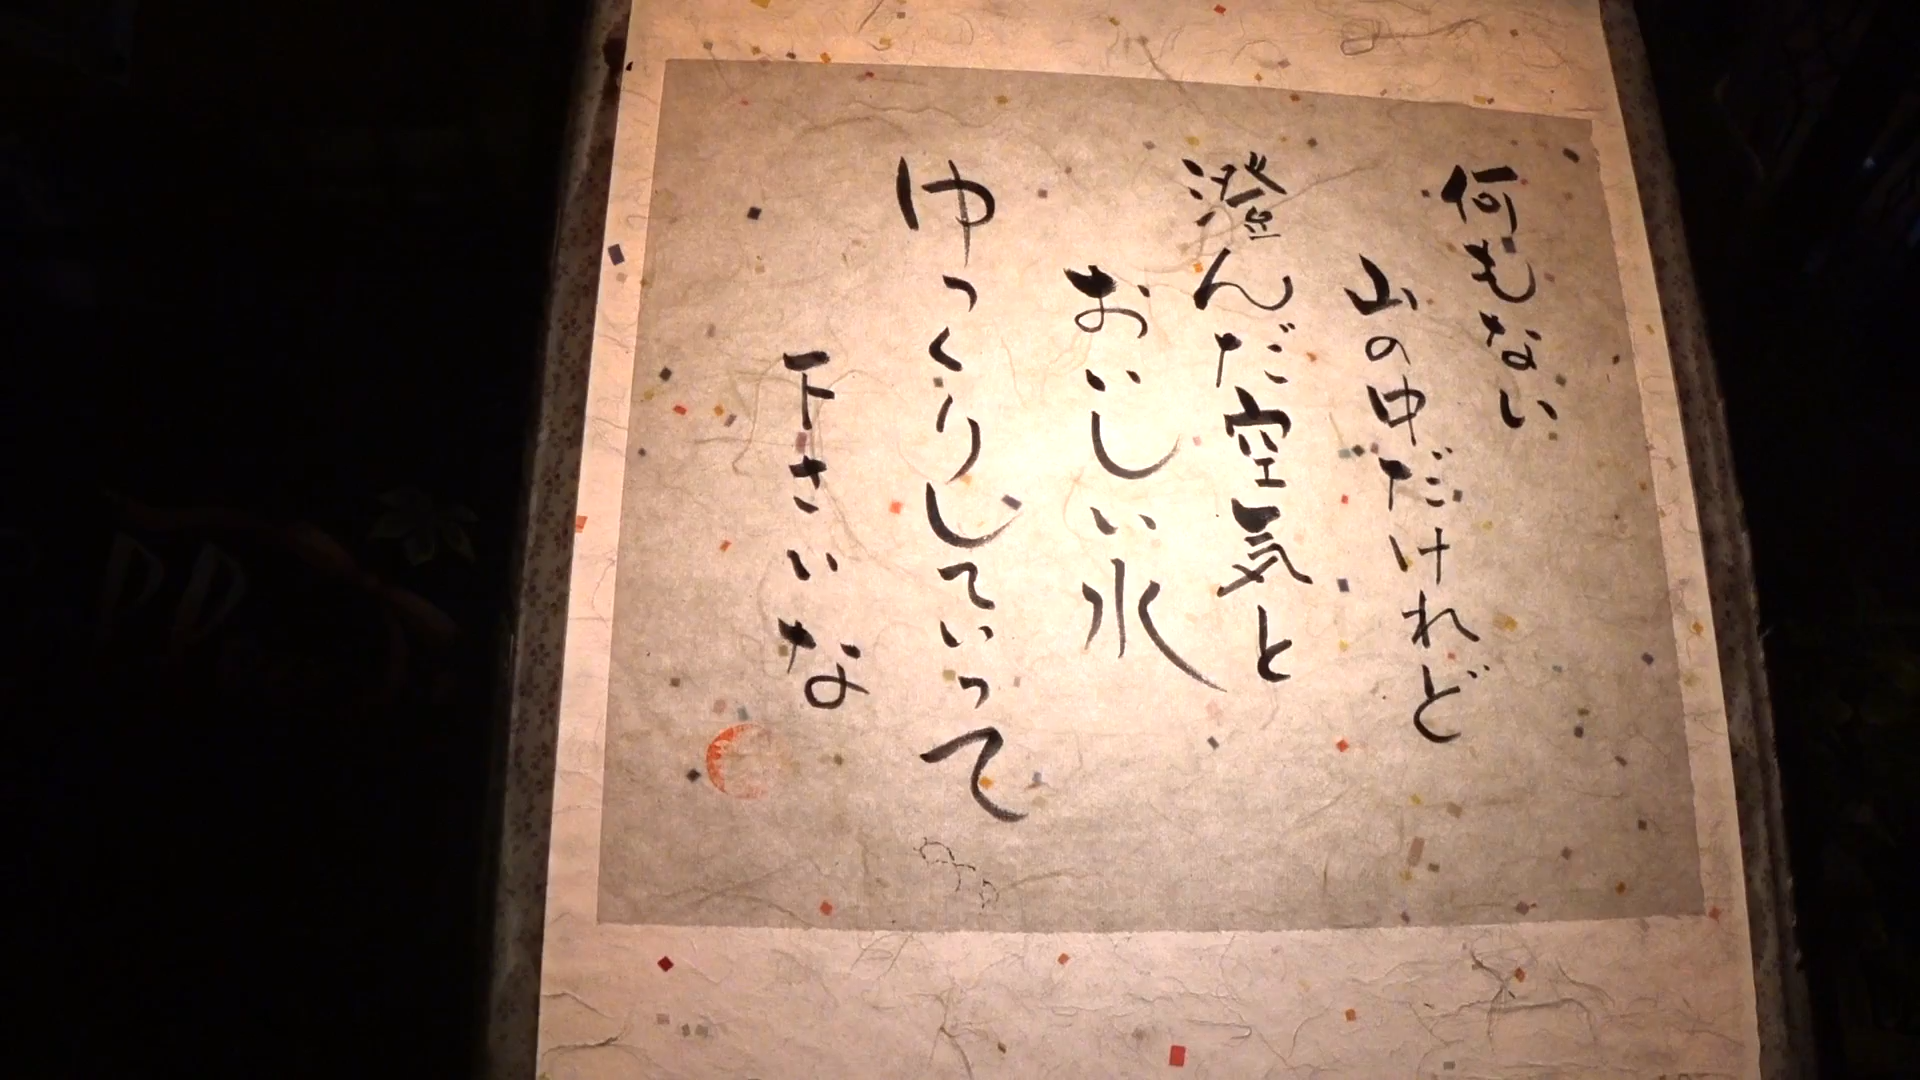 何もない
山の中だけれど
澄んだ空気と
おいしい水
ゆっくりしていって
下さいな